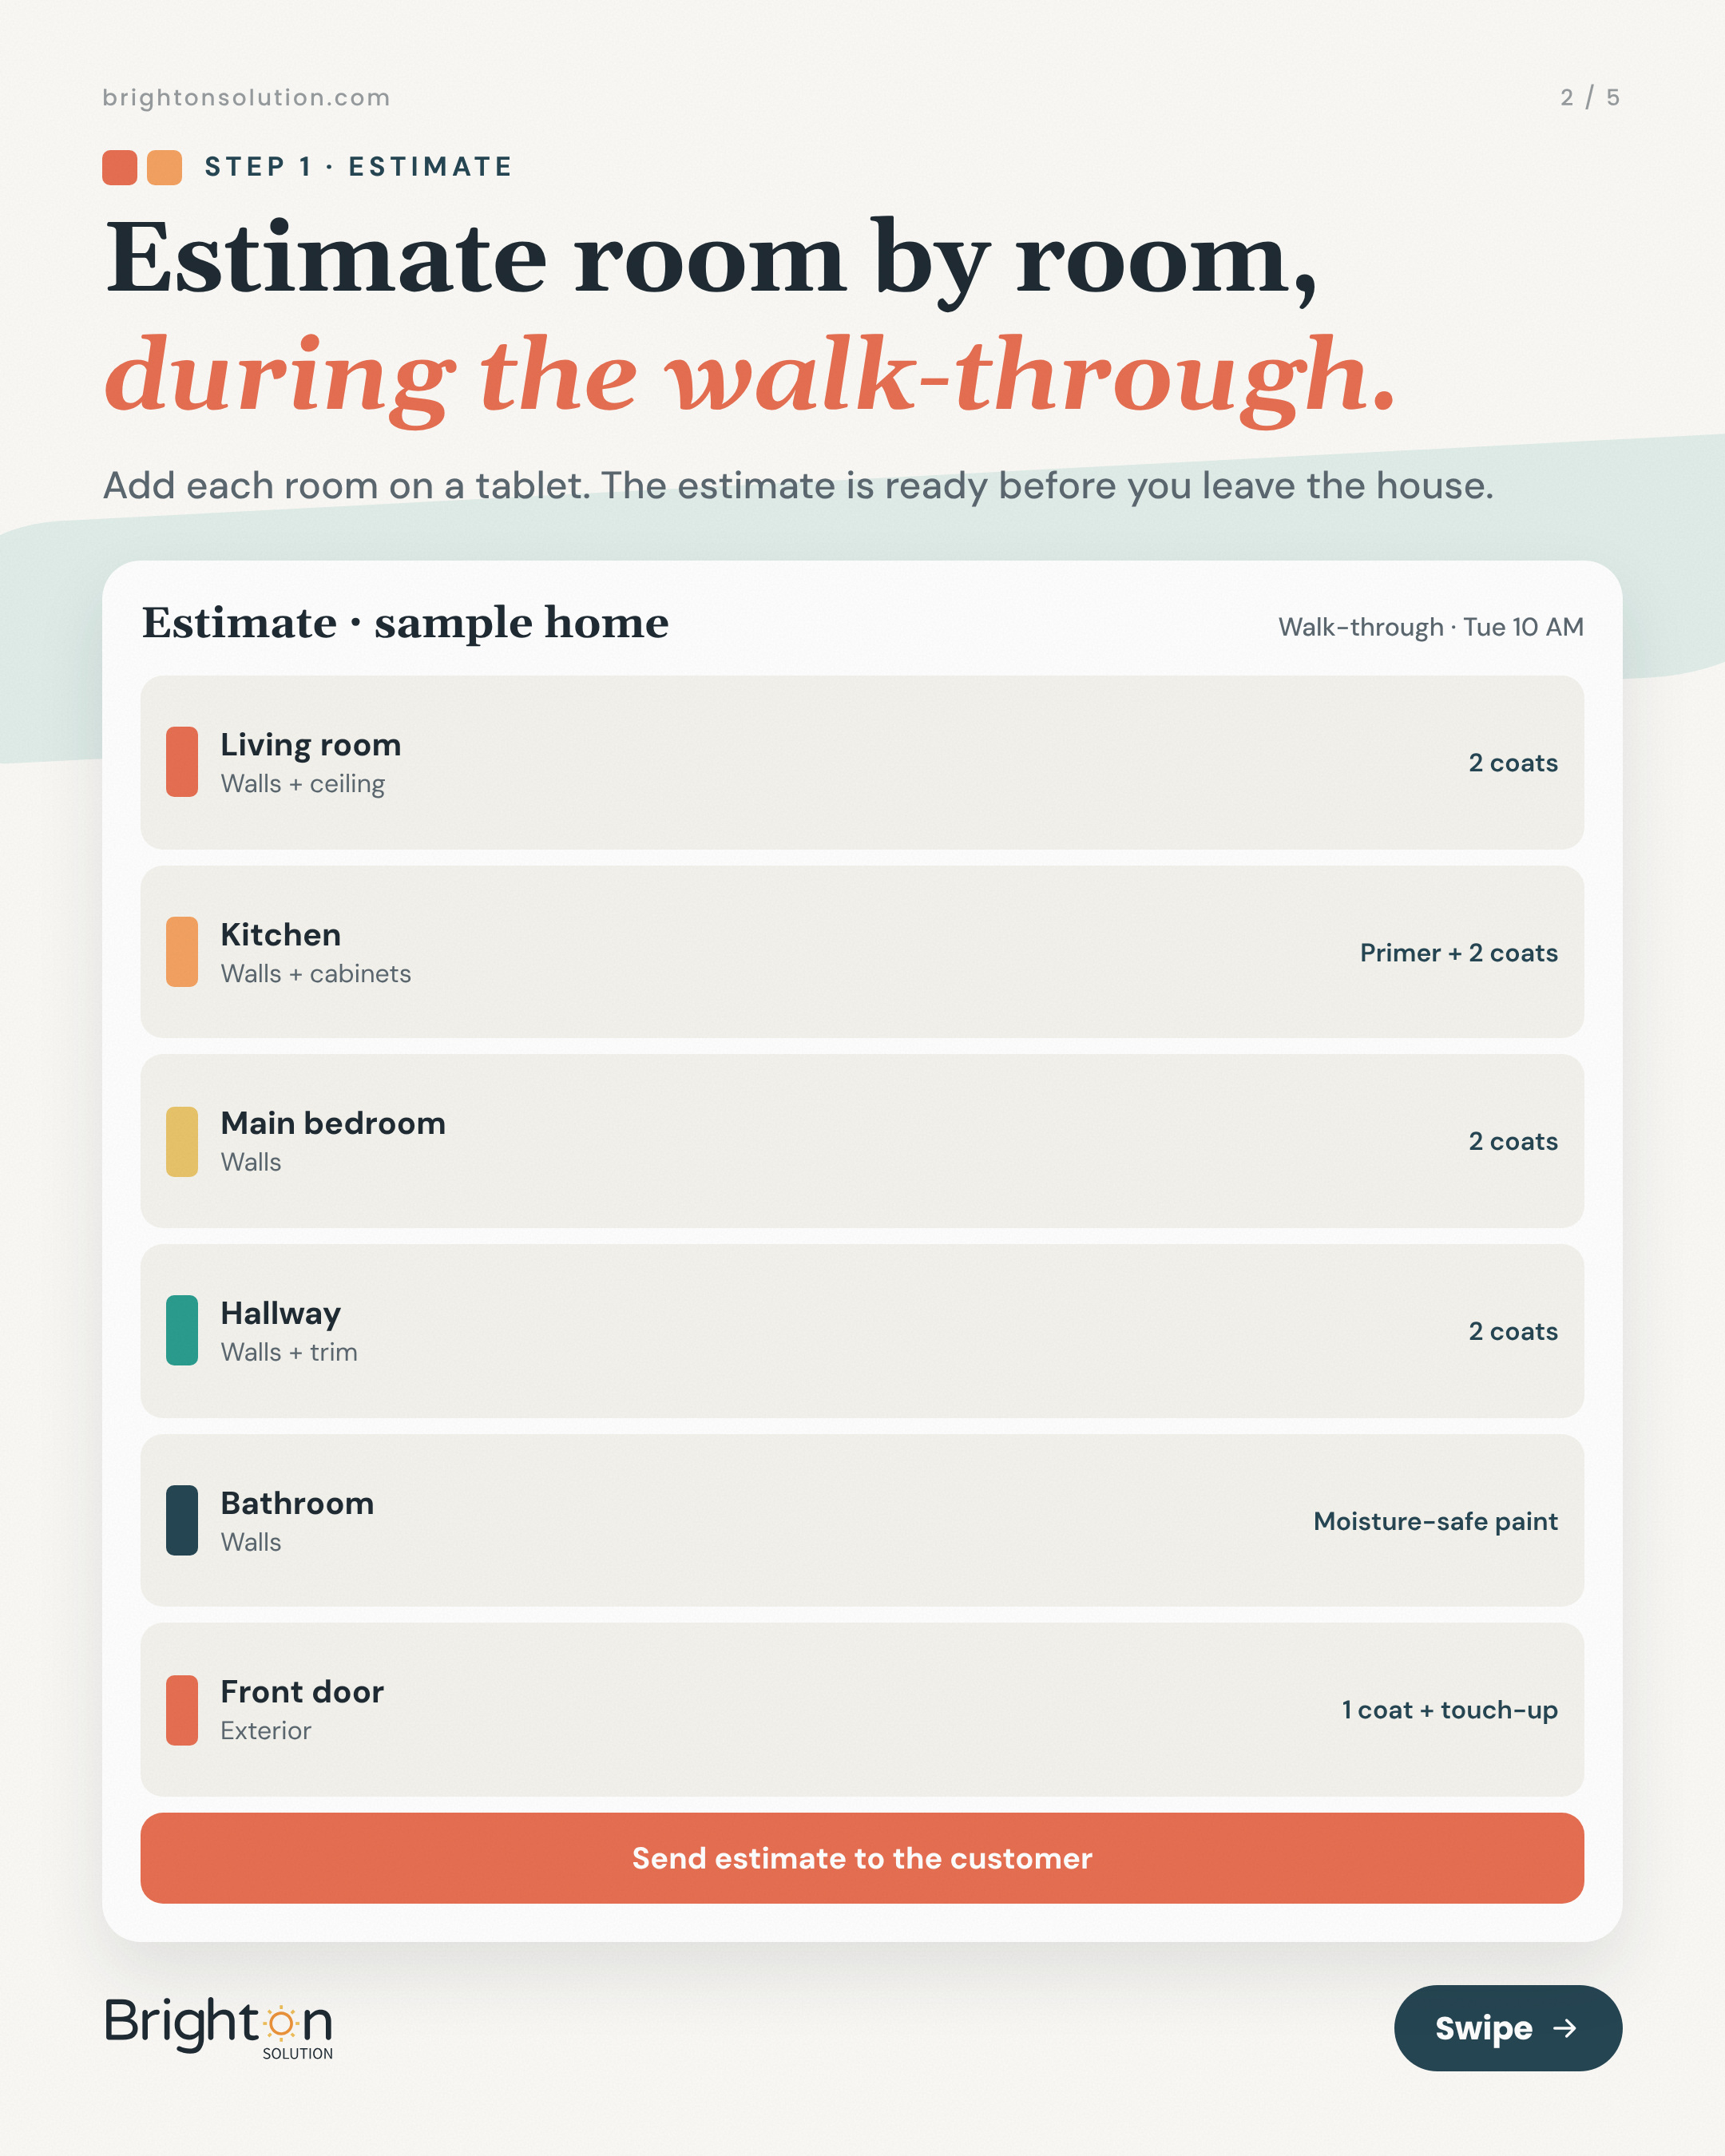 brightonsolution.com
2 / 5
STEP 1 · ESTIMATE
Estimate room by room,
during the walk-through.
Add each room on a tablet. The estimate is ready before you leave the house.
Estimate · sample home
Walk-through · Tue 10 AM
Living room
Walls + ceiling
2 coats
Kitchen
Walls + cabinets
Primer + 2 coats
Main bedroom
Walls
2 coats
Hallway
Walls + trim
2 coats
Bathroom
Walls
Moisture-safe paint
Front door
Exterior
1 coat + touch-up
Send estimate to the customer
Brighton
SOLUTION
Swipe →